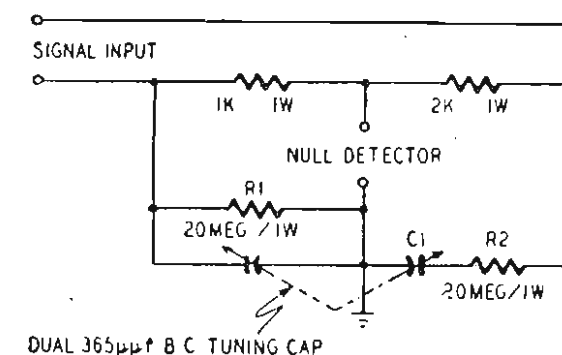 SIGNAL INPUT
1K 1W
2K 1W
NULL DETECTOR
R1
20MEG / 1W
C1
R2
20MEG/1W
DUAL 365μμf B C TUNING CAP